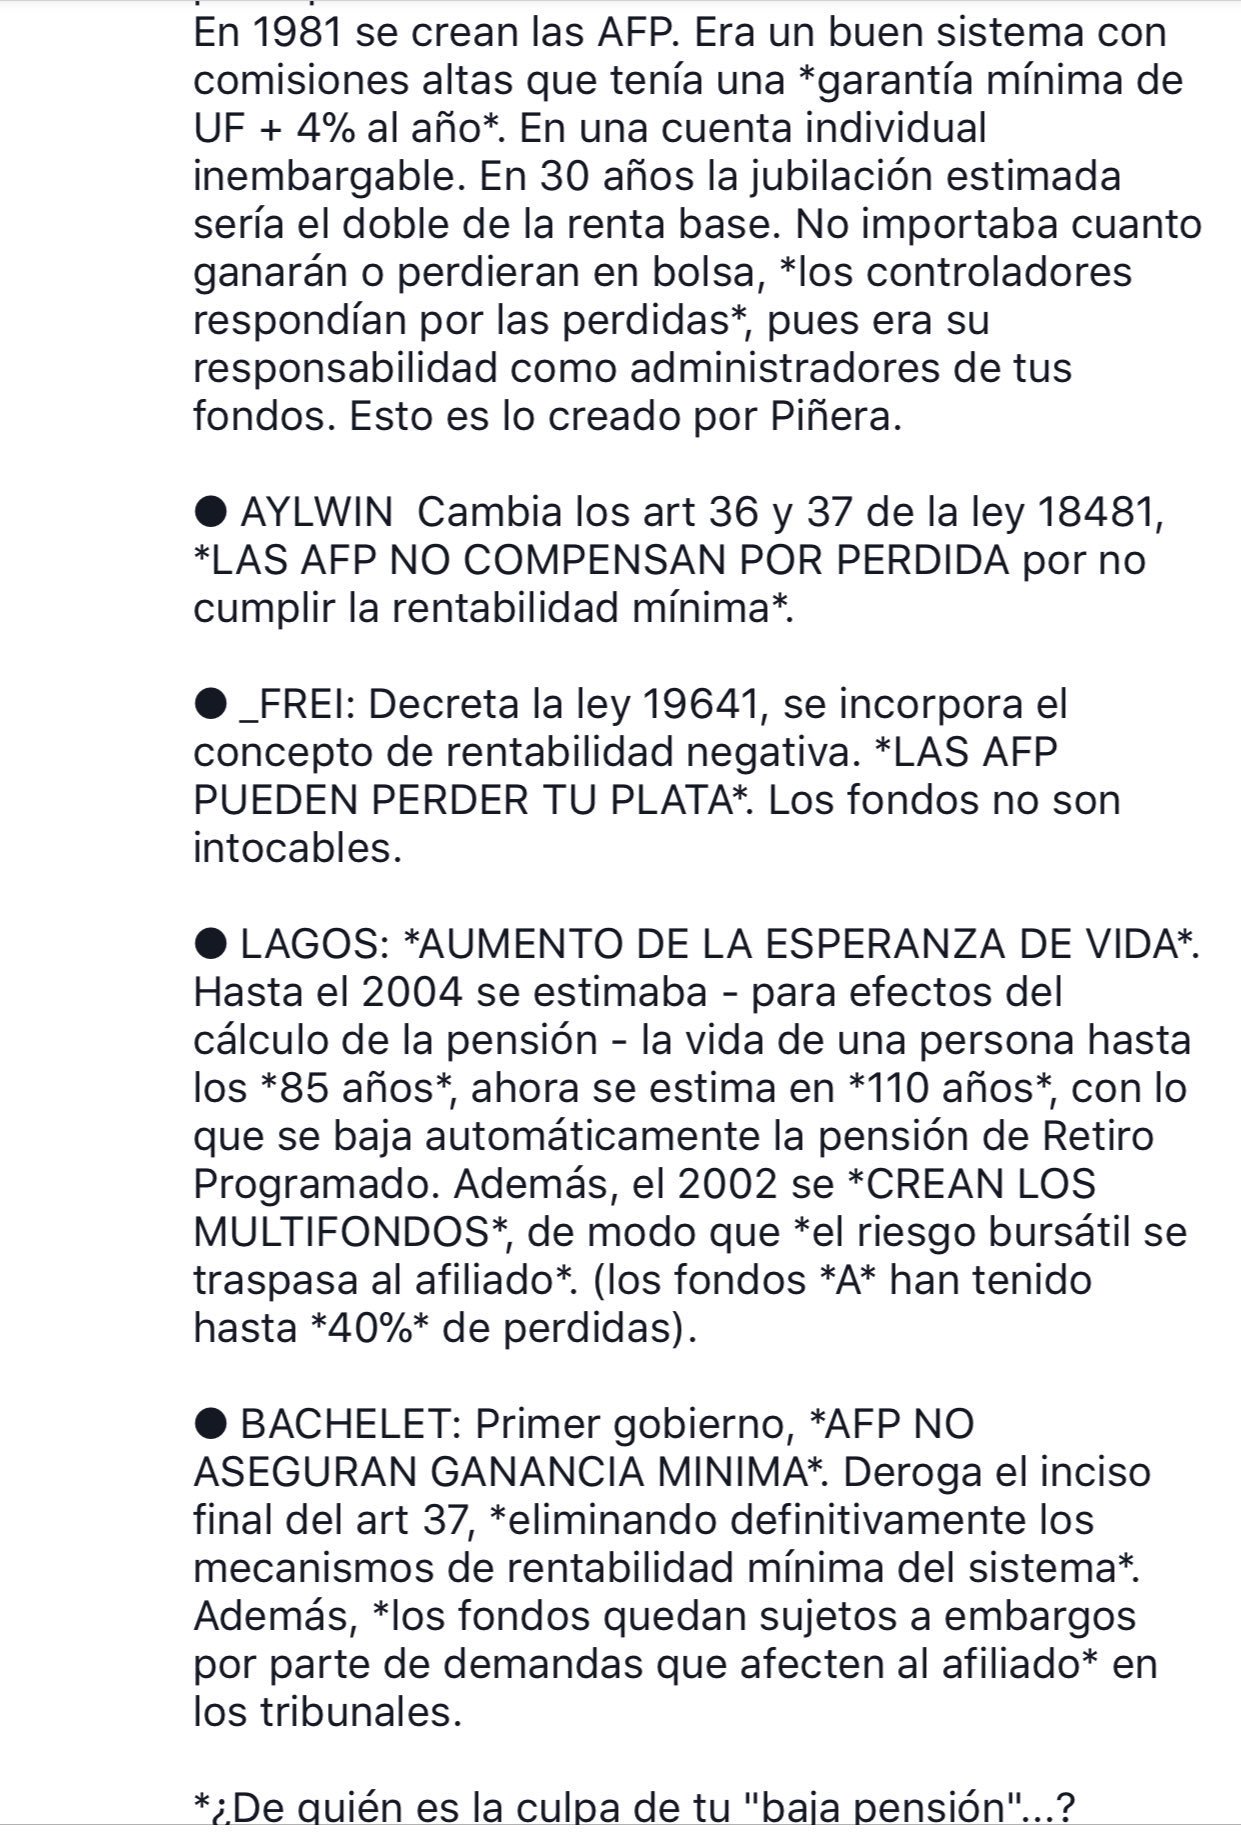 En 1981 se crean las AFP. Era un buen sistema con
comisiones altas que tenía una *garantía mínima de
UF + 4% al año*. En una cuenta individual
inembargable. En 30 años la jubilación estimada
sería el doble de la renta base. No importaba cuanto
ganarán o perdieran en bolsa, *los controladores
respondían por las perdidas*, pues era su
responsabilidad como administradores de tus
fondos. Esto es lo creado por Piñera.
● AYLWIN  Cambia los art 36 y 37 de la ley 18481,
*LAS AFP NO COMPENSAN POR PERDIDA por no
cumplir la rentabilidad mínima*.
● _FREI: Decreta la ley 19641, se incorpora el
concepto de rentabilidad negativa. *LAS AFP
PUEDEN PERDER TU PLATA*. Los fondos no son
intocables.
● LAGOS: *AUMENTO DE LA ESPERANZA DE VIDA*.
Hasta el 2004 se estimaba - para efectos del
cálculo de la pensión - la vida de una persona hasta
los *85 años*, ahora se estima en *110 años*, con lo
que se baja automáticamente la pensión de Retiro
Programado. Además, el 2002 se *CREAN LOS
MULTIFONDOS*, de modo que *el riesgo bursátil se
traspasa al afiliado*. (los fondos *A* han tenido
hasta *40%* de perdidas).
● BACHELET: Primer gobierno, *AFP NO
ASEGURAN GANANCIA MINIMA*. Deroga el inciso
final del art 37, *eliminando definitivamente los
mecanismos de rentabilidad mínima del sistema*.
Además, *los fondos quedan sujetos a embargos
por parte de demandas que afecten al afiliado* en
los tribunales.
*¿De quién es la culpa de tu "baja pensión"...?